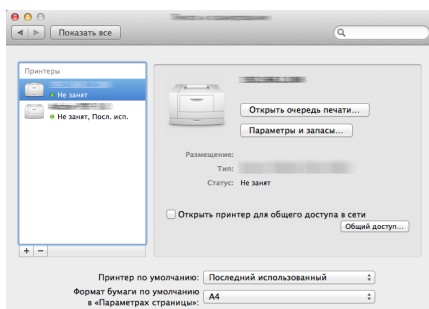 Показать все
Принтеры
Не занят
Не занят, Посл. исп.
Открыть очередь печати...
Параметры и запасы...
Размещение:
Тип:
Статус: Не занят
Открыть принтер для общего доступа в сети
Общий доступ...
+ −
Принтер по умолчанию: Последний использованный
Формат бумаги по умолчанию
в «Параметрах страницы»: A4